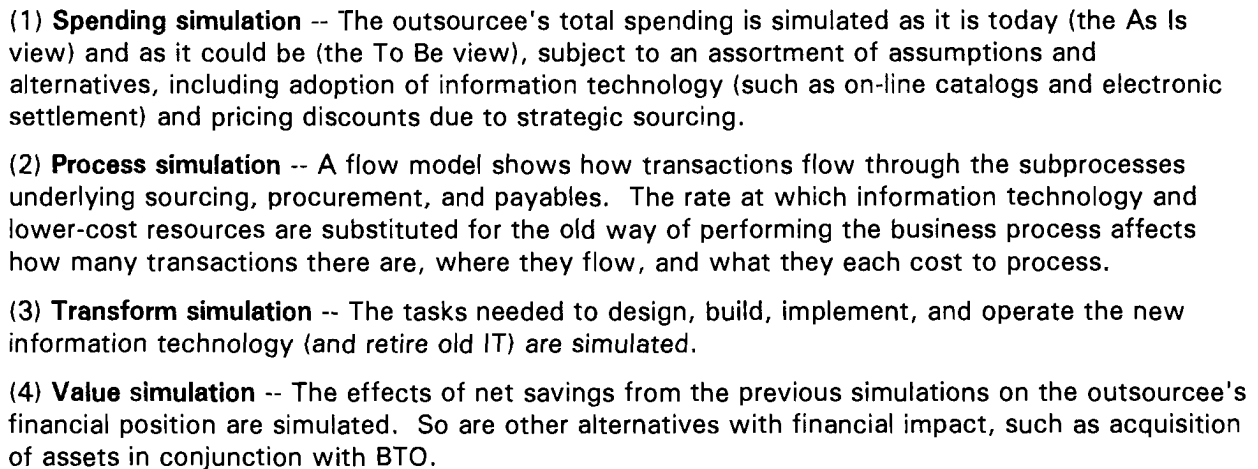 (1) Spending simulation -- The outsourcee's total spending is simulated as it is today (the As Is
view) and as it could be (the To Be view), subject to an assortment of assumptions and
alternatives, including adoption of information technology (such as on-line catalogs and electronic
settlement) and pricing discounts due to strategic sourcing.
(2) Process simulation -- A flow model shows how transactions flow through the subprocesses
underlying sourcing, procurement, and payables. The rate at which information technology and
lower-cost resources are substituted for the old way of performing the business process affects
how many transactions there are, where they flow, and what they each cost to process.
(3) Transform simulation -- The tasks needed to design, build, implement, and operate the new
information technology (and retire old IT) are simulated.
(4) Value simulation -- The effects of net savings from the previous simulations on the outsourcee's
financial position are simulated. So are other alternatives with financial impact, such as acquisition
of assets in conjunction with BTO.